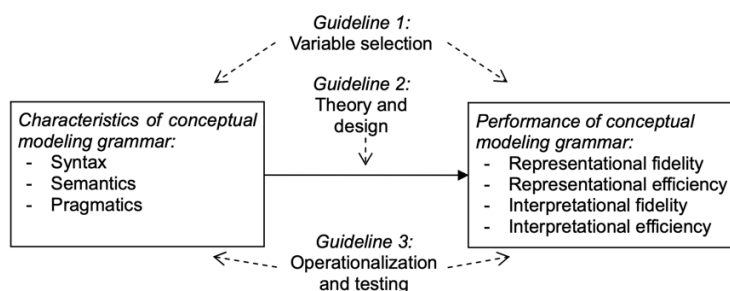 Guideline 1:
Variable selection
Guideline 2:
Theory and
design
Characteristics of conceptual
modeling grammar:
- Syntax
- Semantics
- Pragmatics
Performance of conceptual
modeling grammar:
- Representational fidelity
- Representational efficiency
- Interpretational fidelity
- Interpretational efficiency
Guideline 3:
Operationalization
and testing